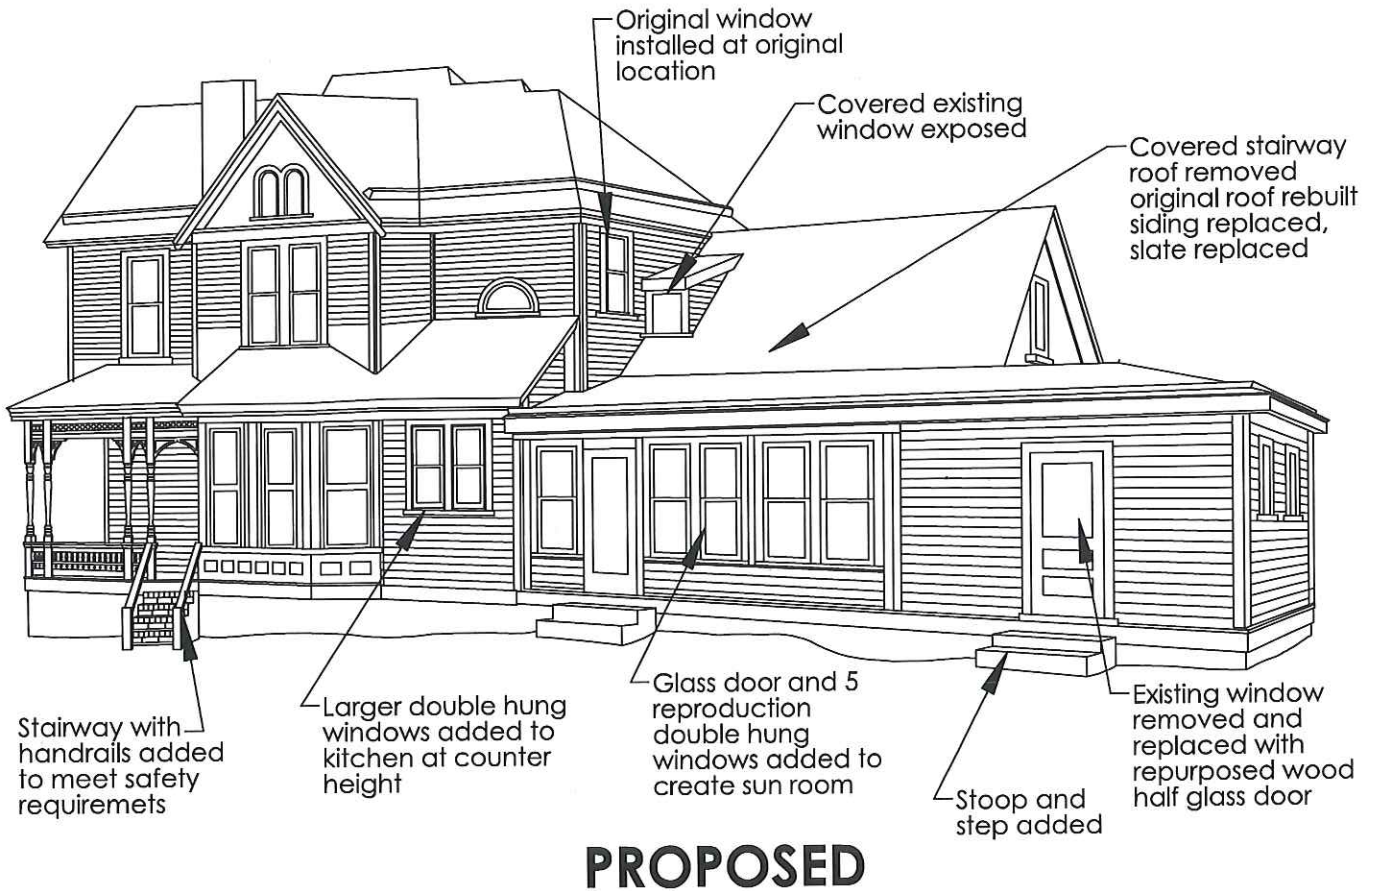 Original window
installed at original
location
Covered existing
window exposed
Covered stairway
roof removed
original roof rebuilt
siding replaced,
slate replaced
Stairway with
handrails added
to meet safety
requiremets
Larger double hung
windows added to
kitchen at counter
height
Glass door and 5
reproduction
double hung
windows added to
create sun room
Stoop and
step added
Existing window
removed and
replaced with
repurposed wood
half glass door
PROPOSED